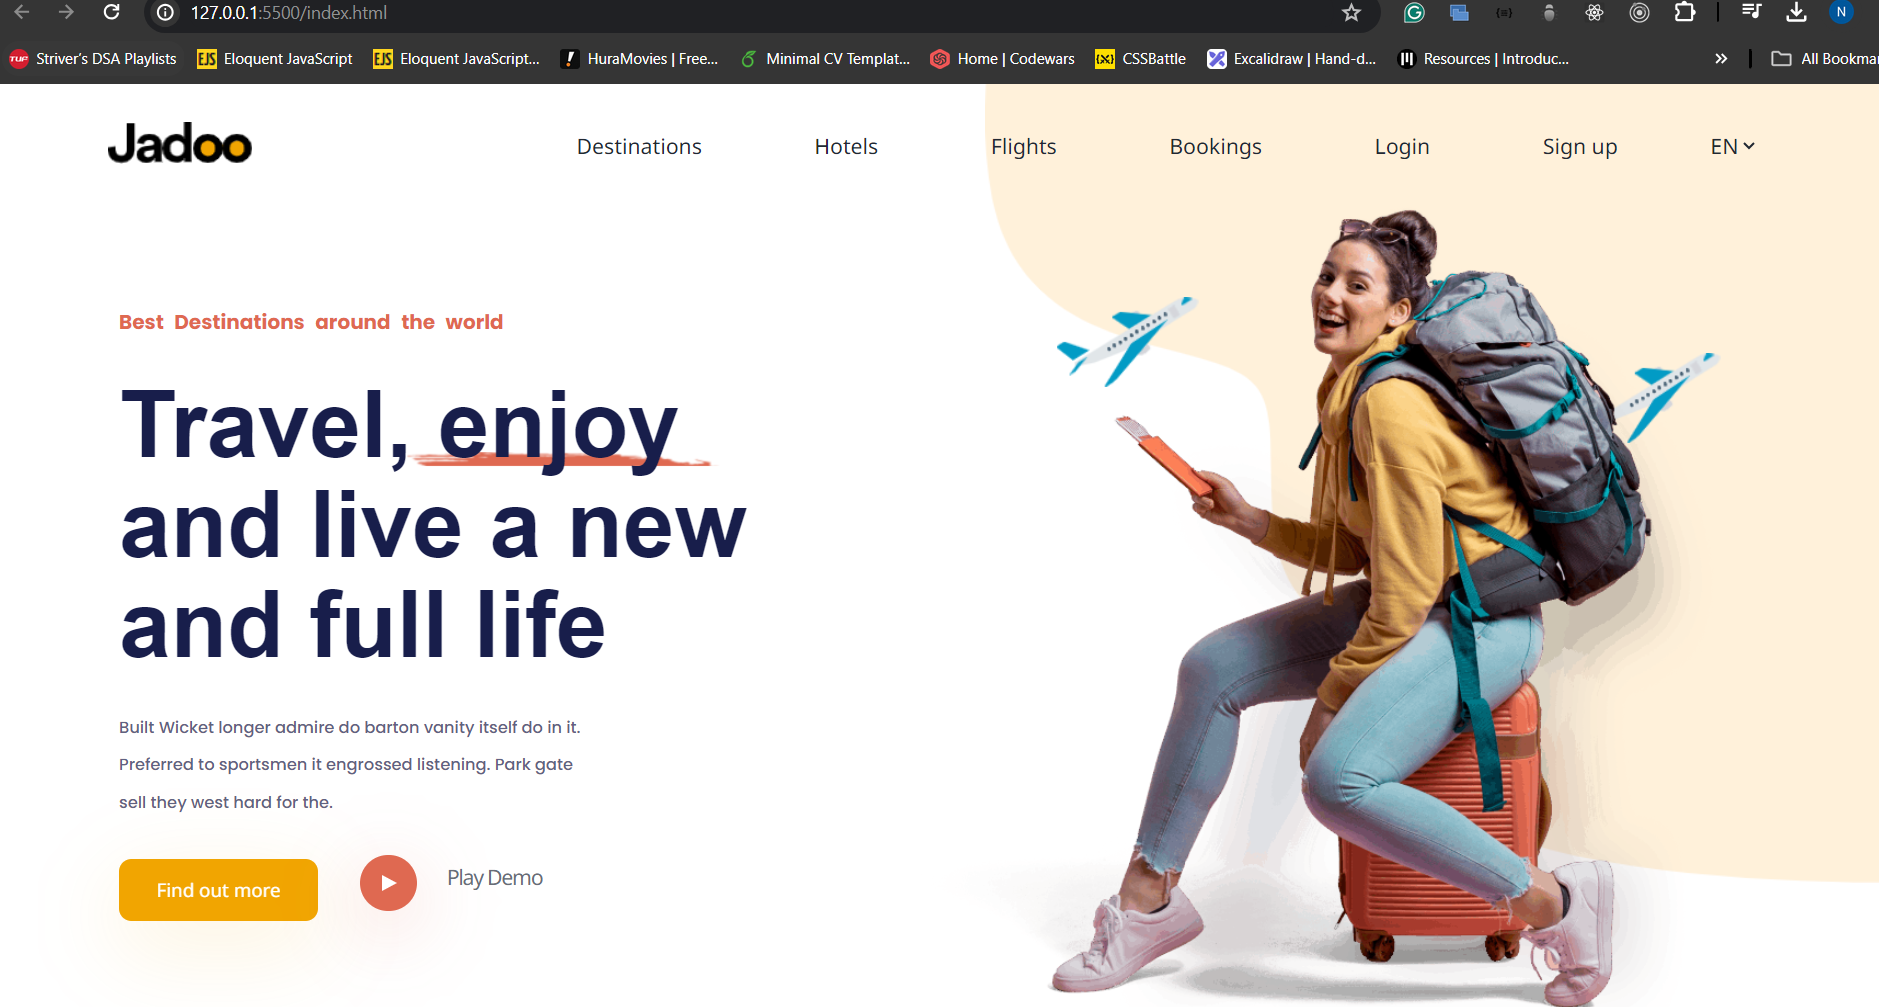 127.0.0.1:5500/index.html
N
TUF Striver's DSA Playlists
EJS Eloquent JavaScript
EJS Eloquent JavaScript...
HuraMovies | Free...
Minimal CV Templat...
Home | Codewars
CSSBattle
Excalidraw | Hand-d...
Resources | Introduc...
All Bookma
Jadoo
Destinations
Hotels
Flights
Bookings
Login
Sign up
EN
Best Destinations around the world
Travel, enjoy
and live a new
and full life
Built Wicket longer admire do barton vanity itself do in it.
Preferred to sportsmen it engrossed listening. Park gate
sell they west hard for the.
Find out more
Play Demo